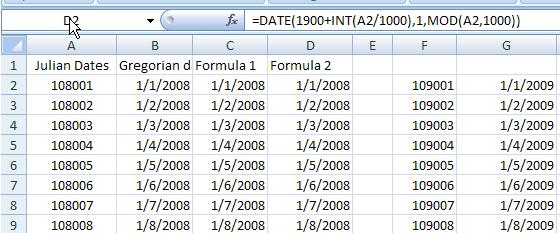 D2 fx =DATE(1900+INT(A2/1000),1,MOD(A2,1000))
A B C D E F G
1 Julian Dates Gregorian d Formula 1 Formula 2
2 108001 1/1/2008 1/1/2008 1/1/2008 109001 1/1/2009
3 108002 1/2/2008 1/2/2008 1/2/2008 109002 1/2/2009
4 108003 1/3/2008 1/3/2008 1/3/2008 109003 1/3/2009
5 108004 1/4/2008 1/4/2008 1/4/2008 109004 1/4/2009
6 108005 1/5/2008 1/5/2008 1/5/2008 109005 1/5/2009
7 108006 1/6/2008 1/6/2008 1/6/2008 109006 1/6/2009
8 108007 1/7/2008 1/7/2008 1/7/2008 109007 1/7/2009
9 108008 1/8/2008 1/8/2008 1/8/2008 109008 1/8/2009